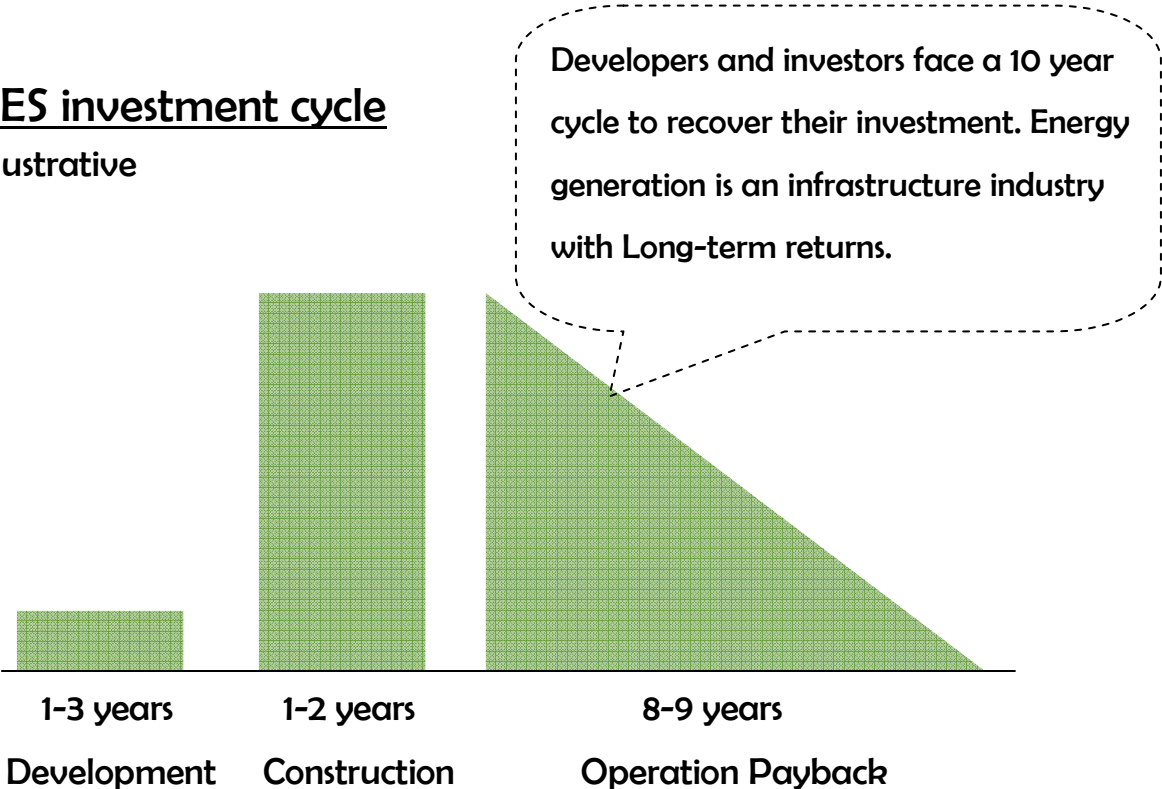 Developers and investors face a 10 year
cycle to recover their investment. Energy
generation is an infrastructure industry
with Long-term returns.
ES investment cycle
ustrative
1-3 years
1-2 years
8-9 years
Development
Construction
Operation Payback